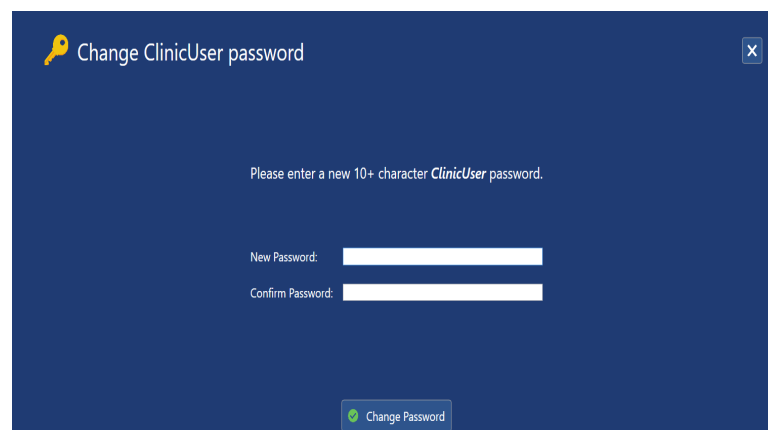 Change ClinicUser password
Please enter a new 10+ character ClinicUser password.
New Password:
Confirm Password:
Change Password